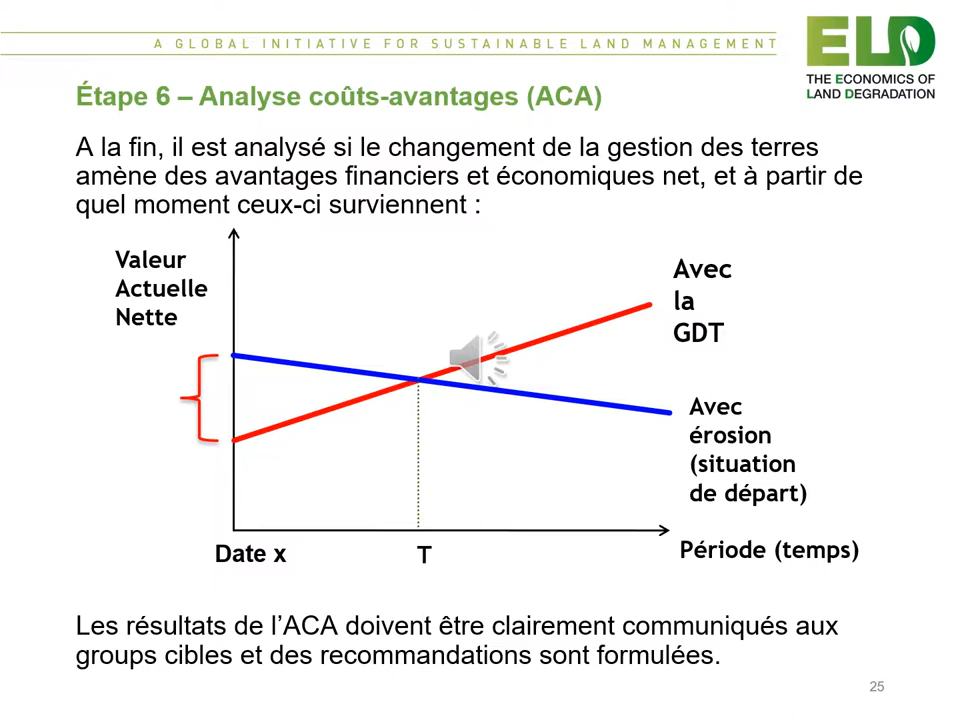 A GLOBAL INITIATIVE FOR SUSTAINABLE LAND MANAGEMENT
ELD
THE ECONOMICS OF
LAND DEGRADATION
Étape 6 – Analyse coûts-avantages (ACA)
A la fin, il est analysé si le changement de la gestion des terres
amène des avantages financiers et économiques net, et à partir de
quel moment ceux-ci surviennent :
Valeur
Actuelle
Nette
Avec
la
GDT
Avec
érosion
(situation
de départ)
Date x
T
Période (temps)
Les résultats de l’ACA doivent être clairement communiqués aux
groups cibles et des recommandations sont formulées.
25